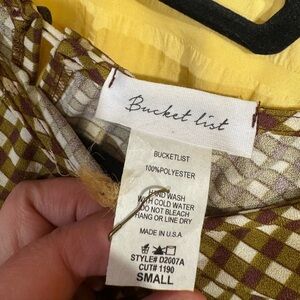 Bucket list
BUCKETLIST
100%POLYESTER
HAND WASH
WITH COLD WATER
DO NOT BLEACH
HANG OR LINE DRY
MADE IN U.S.A
STYLE# D2007A
CUT# 1190
SMALL